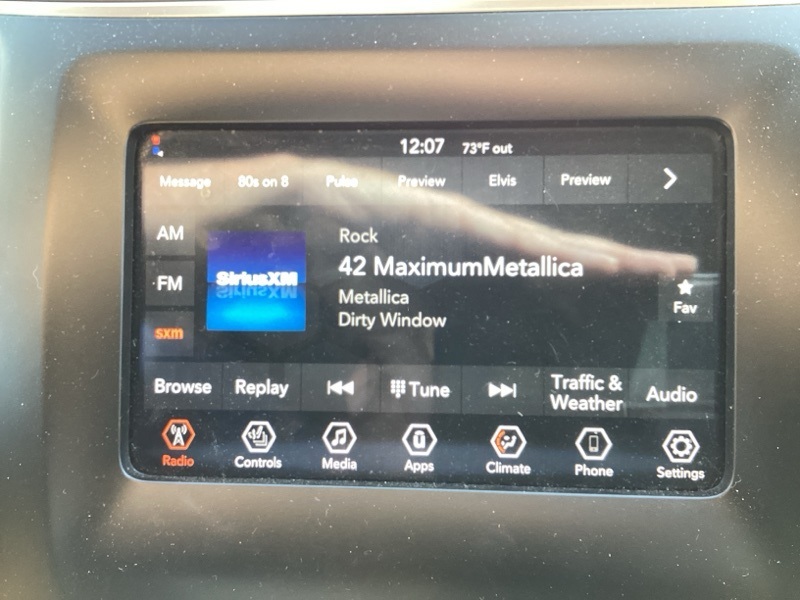 12:07 73°F out
Message 80s on 8 Pulse Preview Elvis Preview
AM
FM
sxm
SiriusXM
Rock
42 MaximumMetallica
Metallica
Dirty Window
Fav
Browse Replay Tune Traffic & Weather Audio
Radio Controls Media Apps Climate Phone Settings